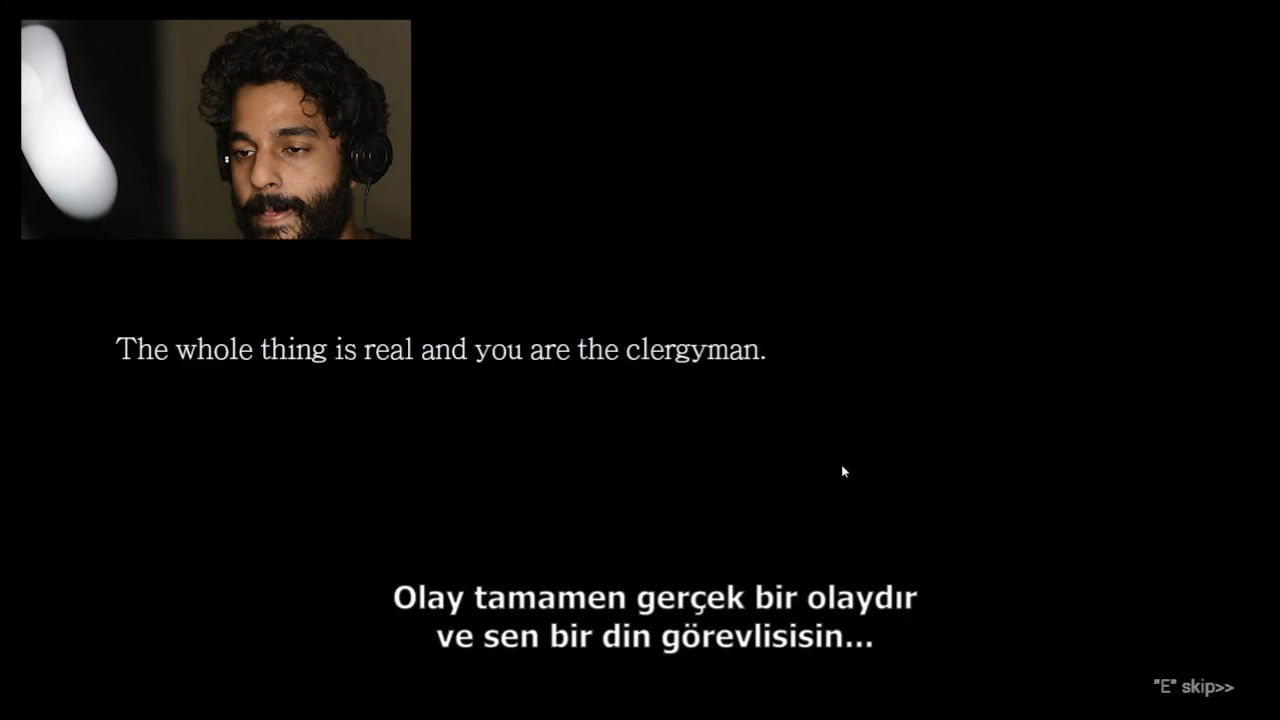 The whole thing is real and you are the clergyman.
Olay tamamen gerçek bir olaydır
ve sen bir din görevlisisin...
"E" skip>>